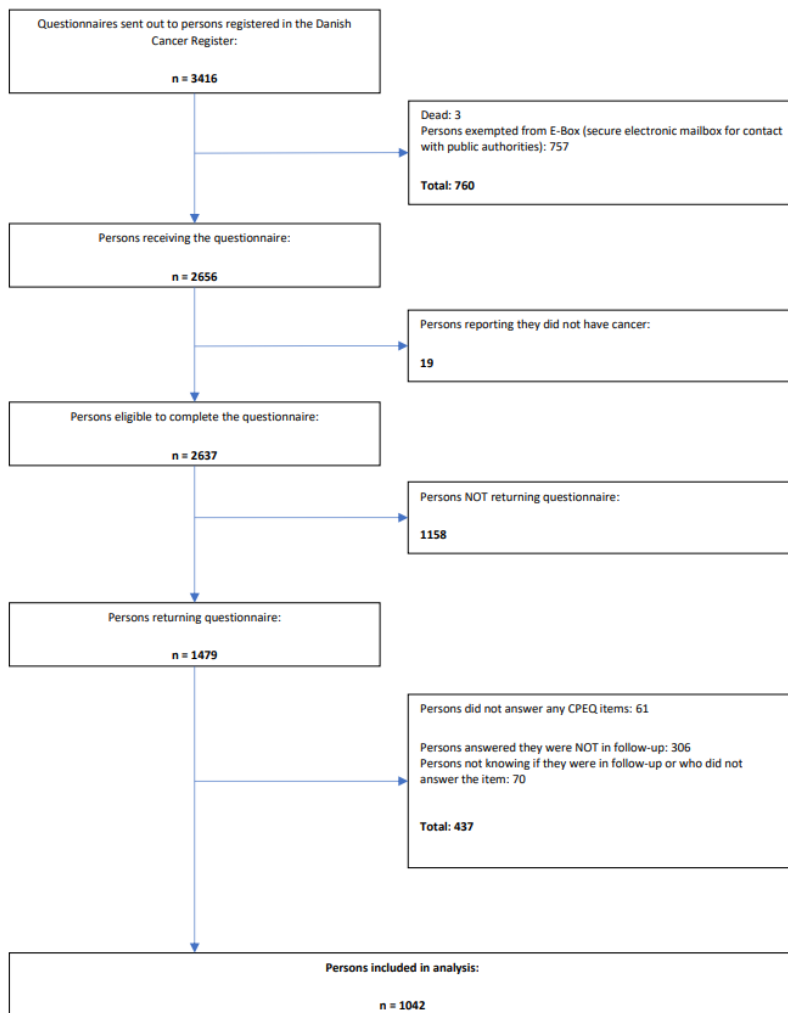 Questionnaires sent out to persons registered in the Danish
Cancer Register:
n = 3416
Dead: 3
Persons exempted from E-Box (secure electronic mailbox for contact
with public authorities): 757
Total: 760
Persons receiving the questionnaire:
n = 2656
Persons reporting they did not have cancer:
19
Persons eligible to complete the questionnaire:
n = 2637
Persons NOT returning questionnaire:
1158
Persons returning questionnaire:
n = 1479
Persons did not answer any CPEQ items: 61
Persons answered they were NOT in follow-up: 306
Persons not knowing if they were in follow-up or who did not
answer the item: 70
Total: 437
Persons included in analysis:
n = 1042